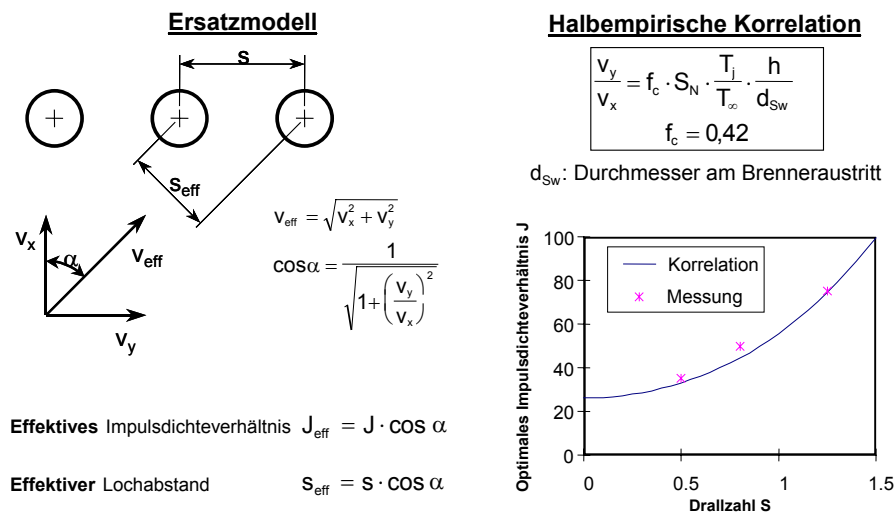 Ersatzmodell
s
s_eff
v_x
α
v_eff
v_y
v_eff = √(v_x² + v_y²)
cosα = 1 / √(1 + (v_y / v_x)²)
Effektives Impulsdichteverhältnis J_eff = J · cos α
Effektiver Lochabstand s_eff = s · cos α
Halbempirische Korrelation
v_y / v_x = f_c · S_N · T_j / T_∞ · h / d_Sw
f_c = 0,42
d_Sw: Durchmesser am Brenneraustritt
Optimales Impulsdichteverhältnis J
100
80
60
40
20
0
Korrelation
Messung
0 0.5 1 1.5
Drallzahl S